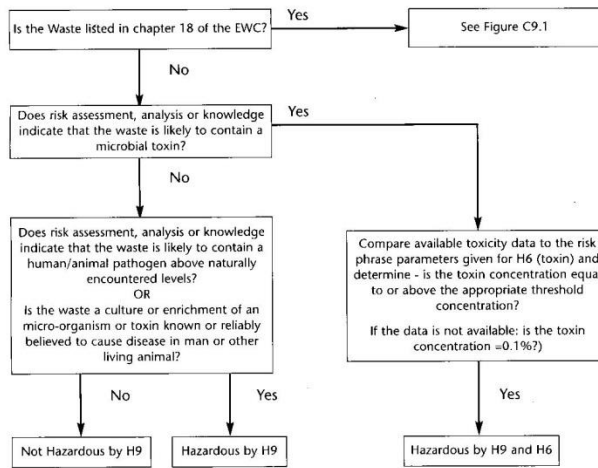 Is the Waste listed in chapter 18 of the EWC?
Yes
See Figure C9.1
No
Does risk assessment, analysis or knowledge
indicate that the waste is likely to contain a
microbial toxin?
Yes
No
Does risk assessment, analysis or knowledge
indicate that the waste is likely to contain a
human/animal pathogen above naturally
encountered levels?
OR
Is the waste a culture or enrichment of an
micro-organism or toxin known or reliably
believed to cause disease in man or other
living animal?
Compare available toxicity data to the risk
phrase parameters given for H6 (toxin) and
determine - is the toxin concentration equa
to or above the appropriate threshold
concentration?
If the data is not available: is the toxin
concentration =0.1%?)
No
Yes
Yes
Not Hazardous by H9
Hazardous by H9
Hazardous by H9 and H6